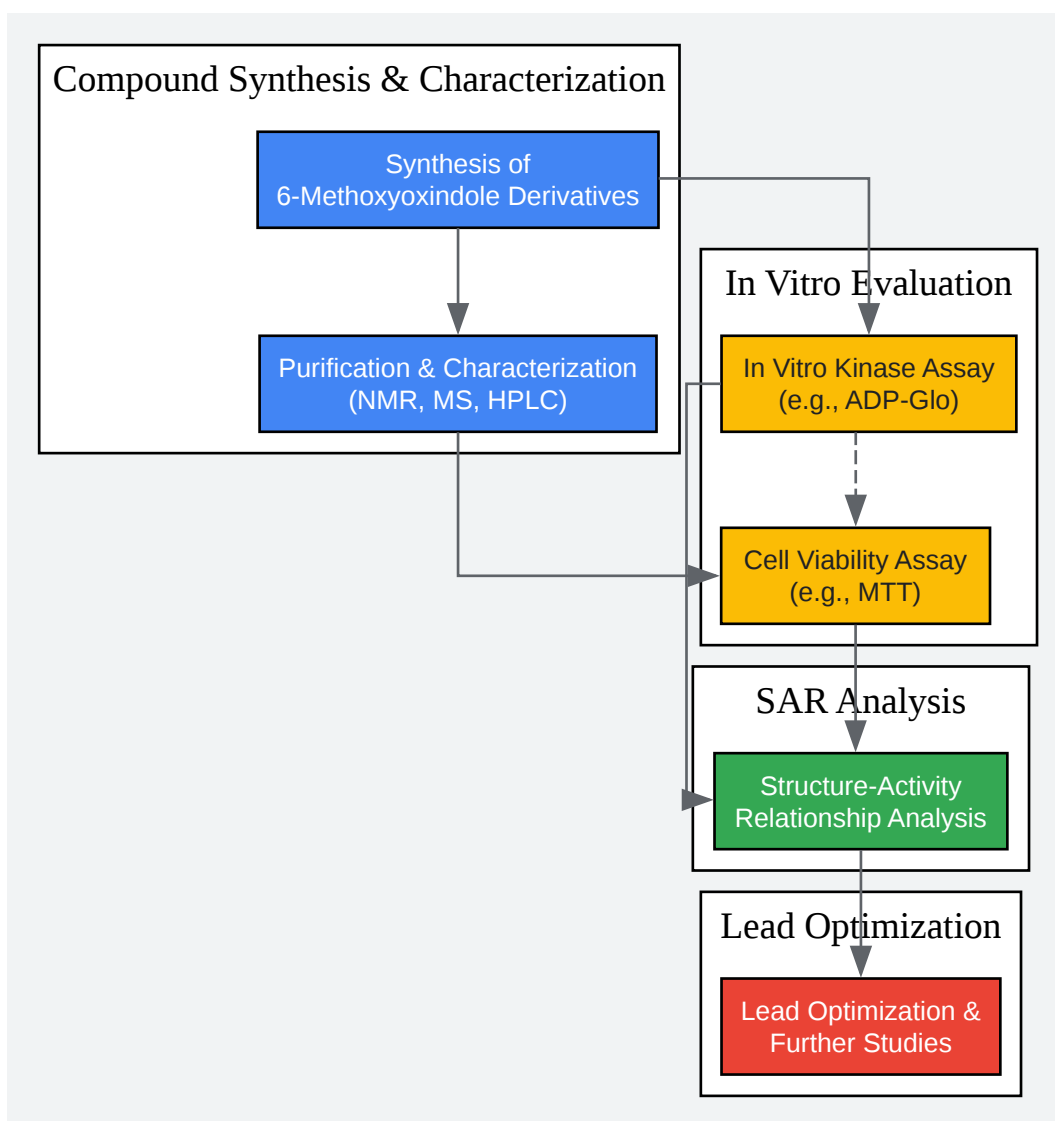 Compound Synthesis & Characterization
Synthesis of
6-Methoxyoxindole Derivatives
Purification & Characterization
(NMR, MS, HPLC)
In Vitro Evaluation
In Vitro Kinase Assay
(e.g., ADP-Glo)
Cell Viability Assay
(e.g., MTT)
SAR Analysis
Structure-Activity
Relationship Analysis
Lead Optimization
Lead Optimization &
Further Studies